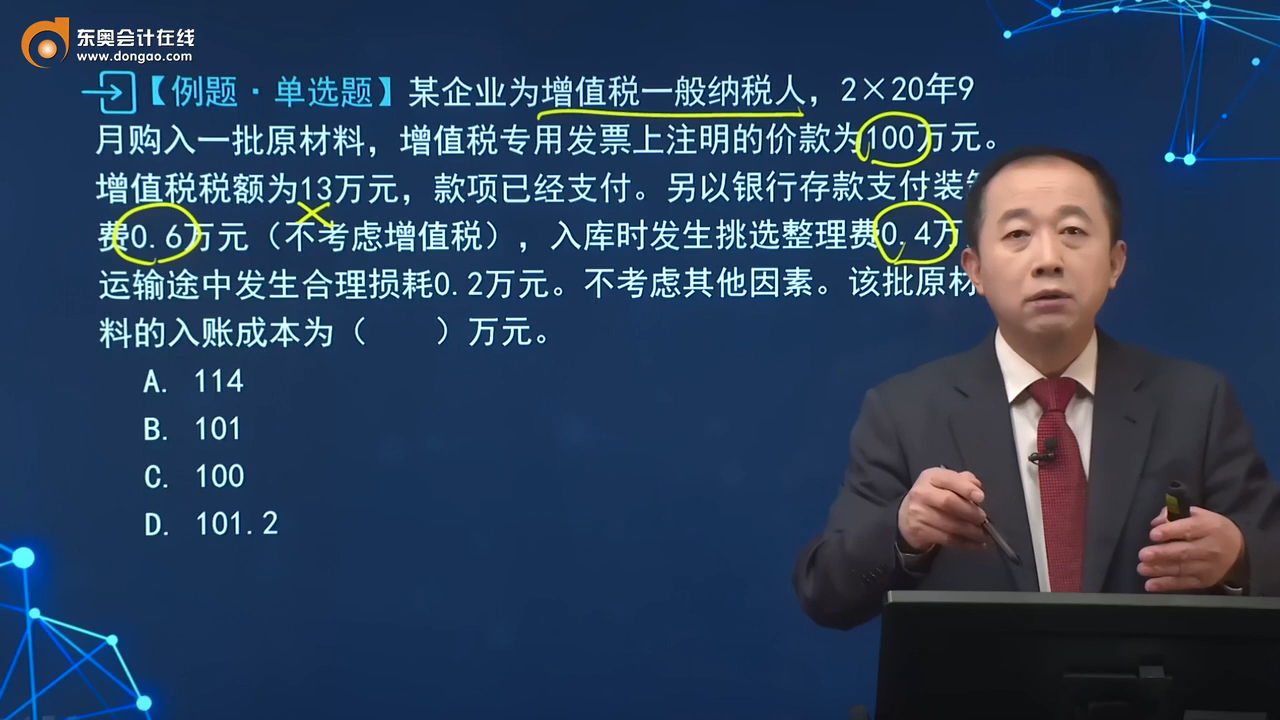 东奥会计在线
www.dongao.com
【例题·单选题】某企业为增值税一般纳税人，2×20年9
月购入一批原材料，增值税专用发票上注明的价款为100万元。
增值税税额为13万元，款项已经支付。另以银行存款支付装
费0.6万元（不考虑增值税），入库时发生挑选整理费0.4万
运输途中发生合理损耗0.2万元。不考虑其他因素。该批原材
料的入账成本为（　　）万元。
A. 114
B. 101
C. 100
D. 101.2